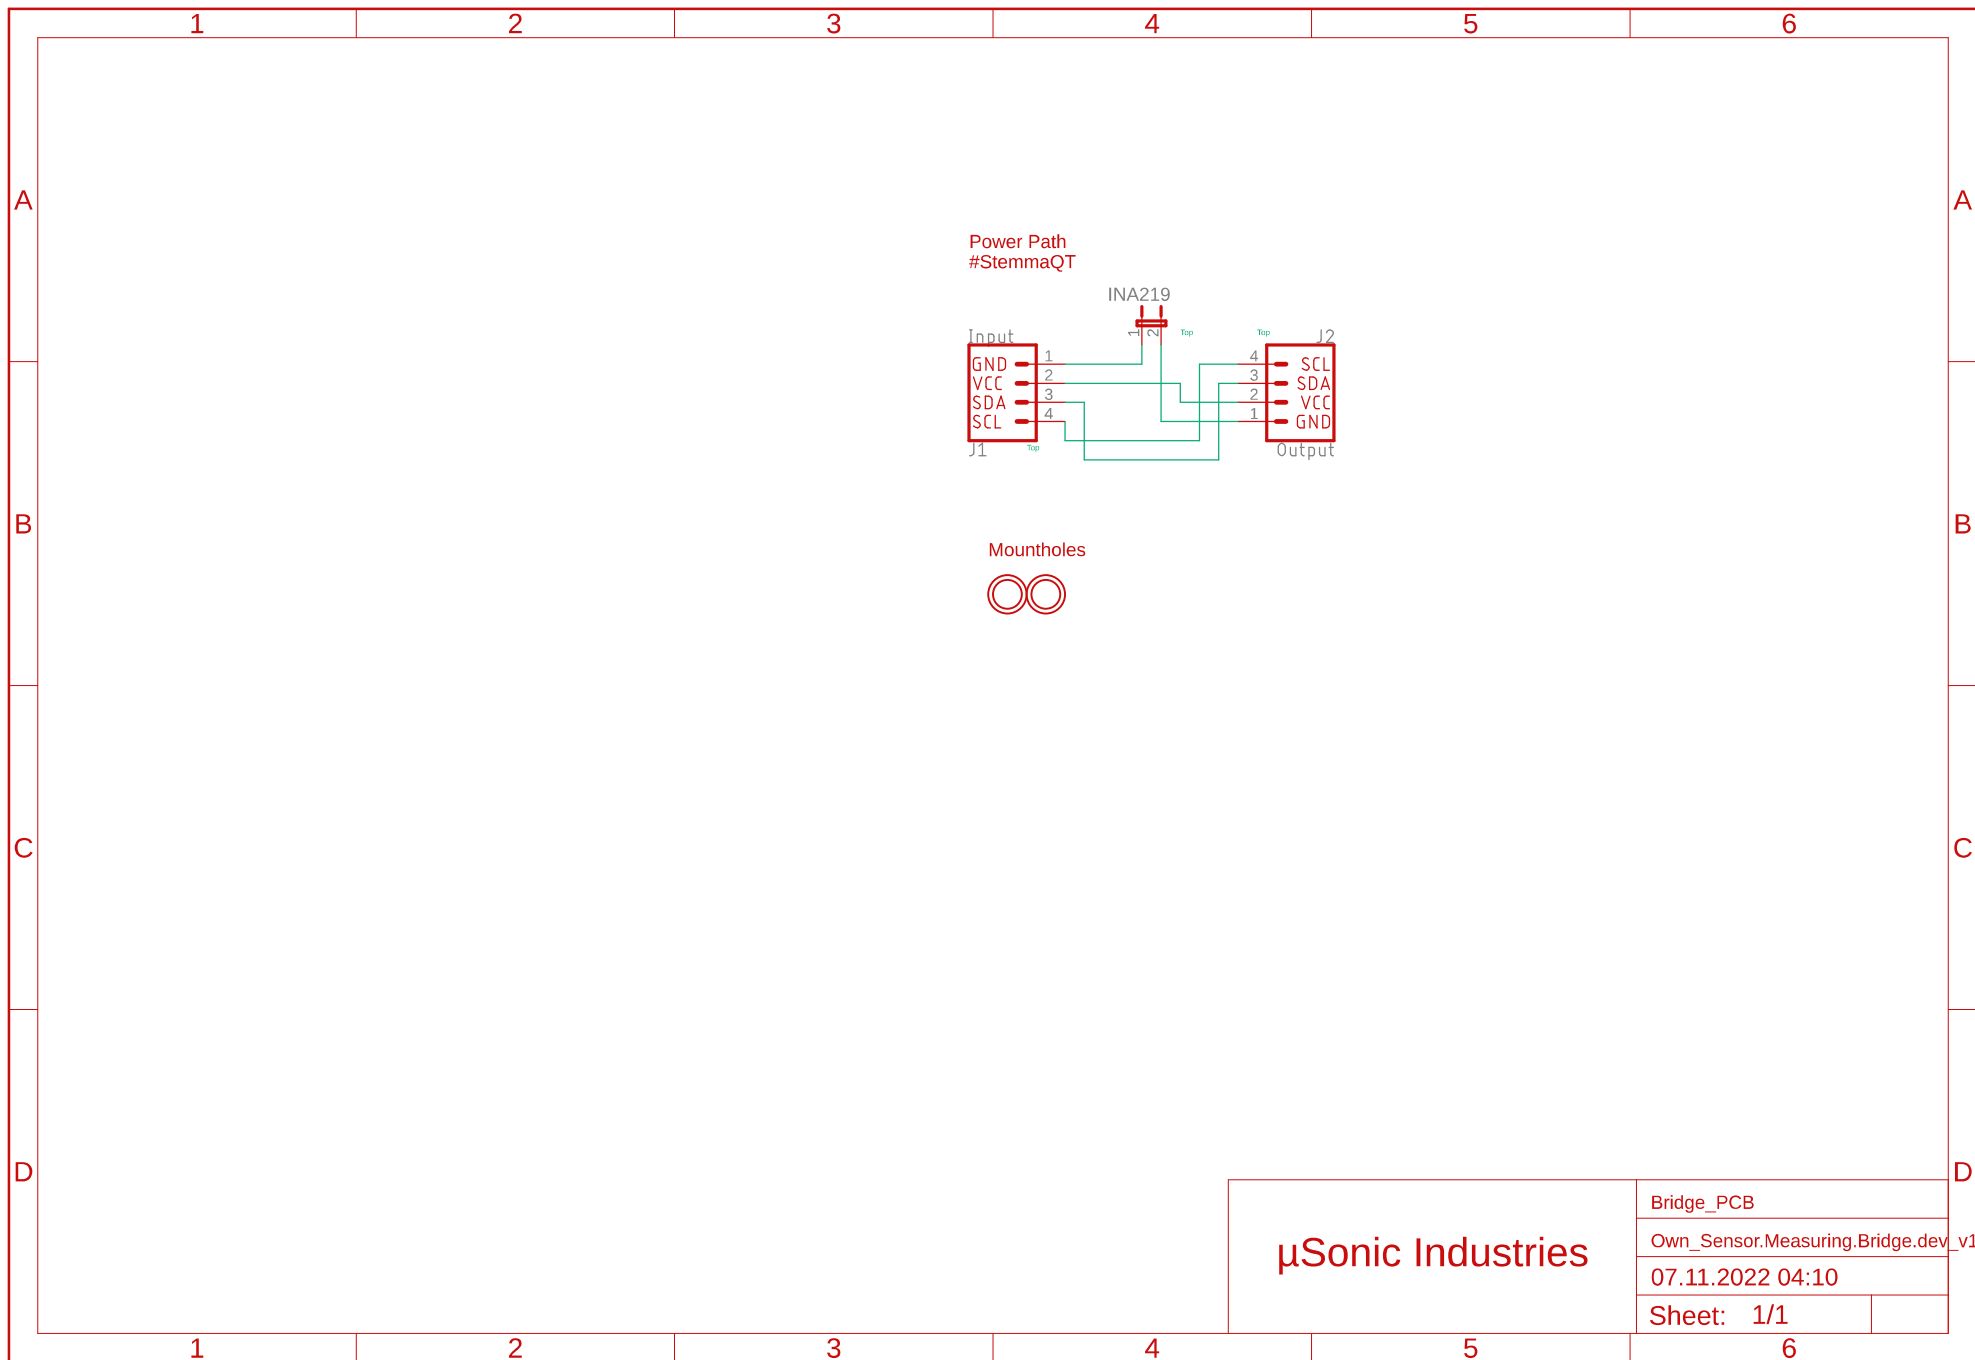 1 2 3 4 5 6
A A
Power Path
#StemmaQT
INA219
1 2 Top Top
Input J2
GND 1 4 SCL
VCC 2 3 SDA
SDA 3 2 VCC
SCL 4 1 GND
J1 Top Output
B B
Mountholes
C C
D D
Bridge_PCB
µSonic Industries
Own_Sensor.Measuring.Bridge.dev_v1
07.11.2022 04:10
Sheet: 1/1
1 2 3 4 5 6